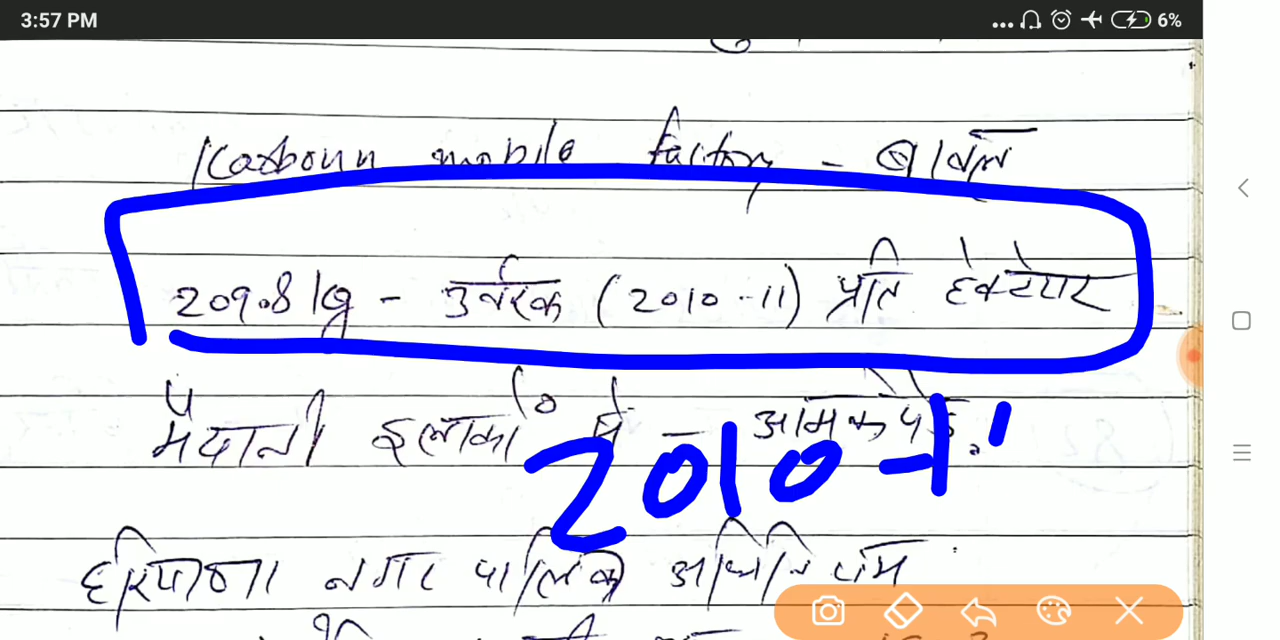 3:57 PM ... 6%
Karboun mobile factory - बावल
209.8 kg - उर्वरक (2010-11) प्रति हेक्टेयर
मैदानी इलाकों में - आम के पेड़
2010-11
हरियाणा नगर पालिका अधिनियम